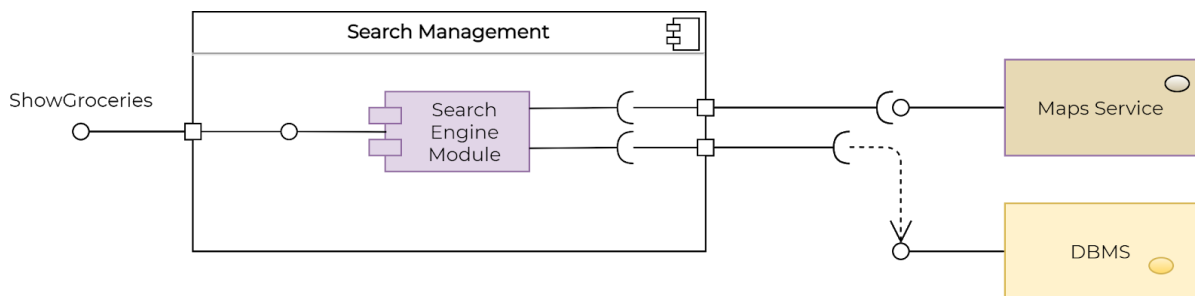 Search Management
ShowGroceries
Search
Engine
Module
Maps Service
DBMS